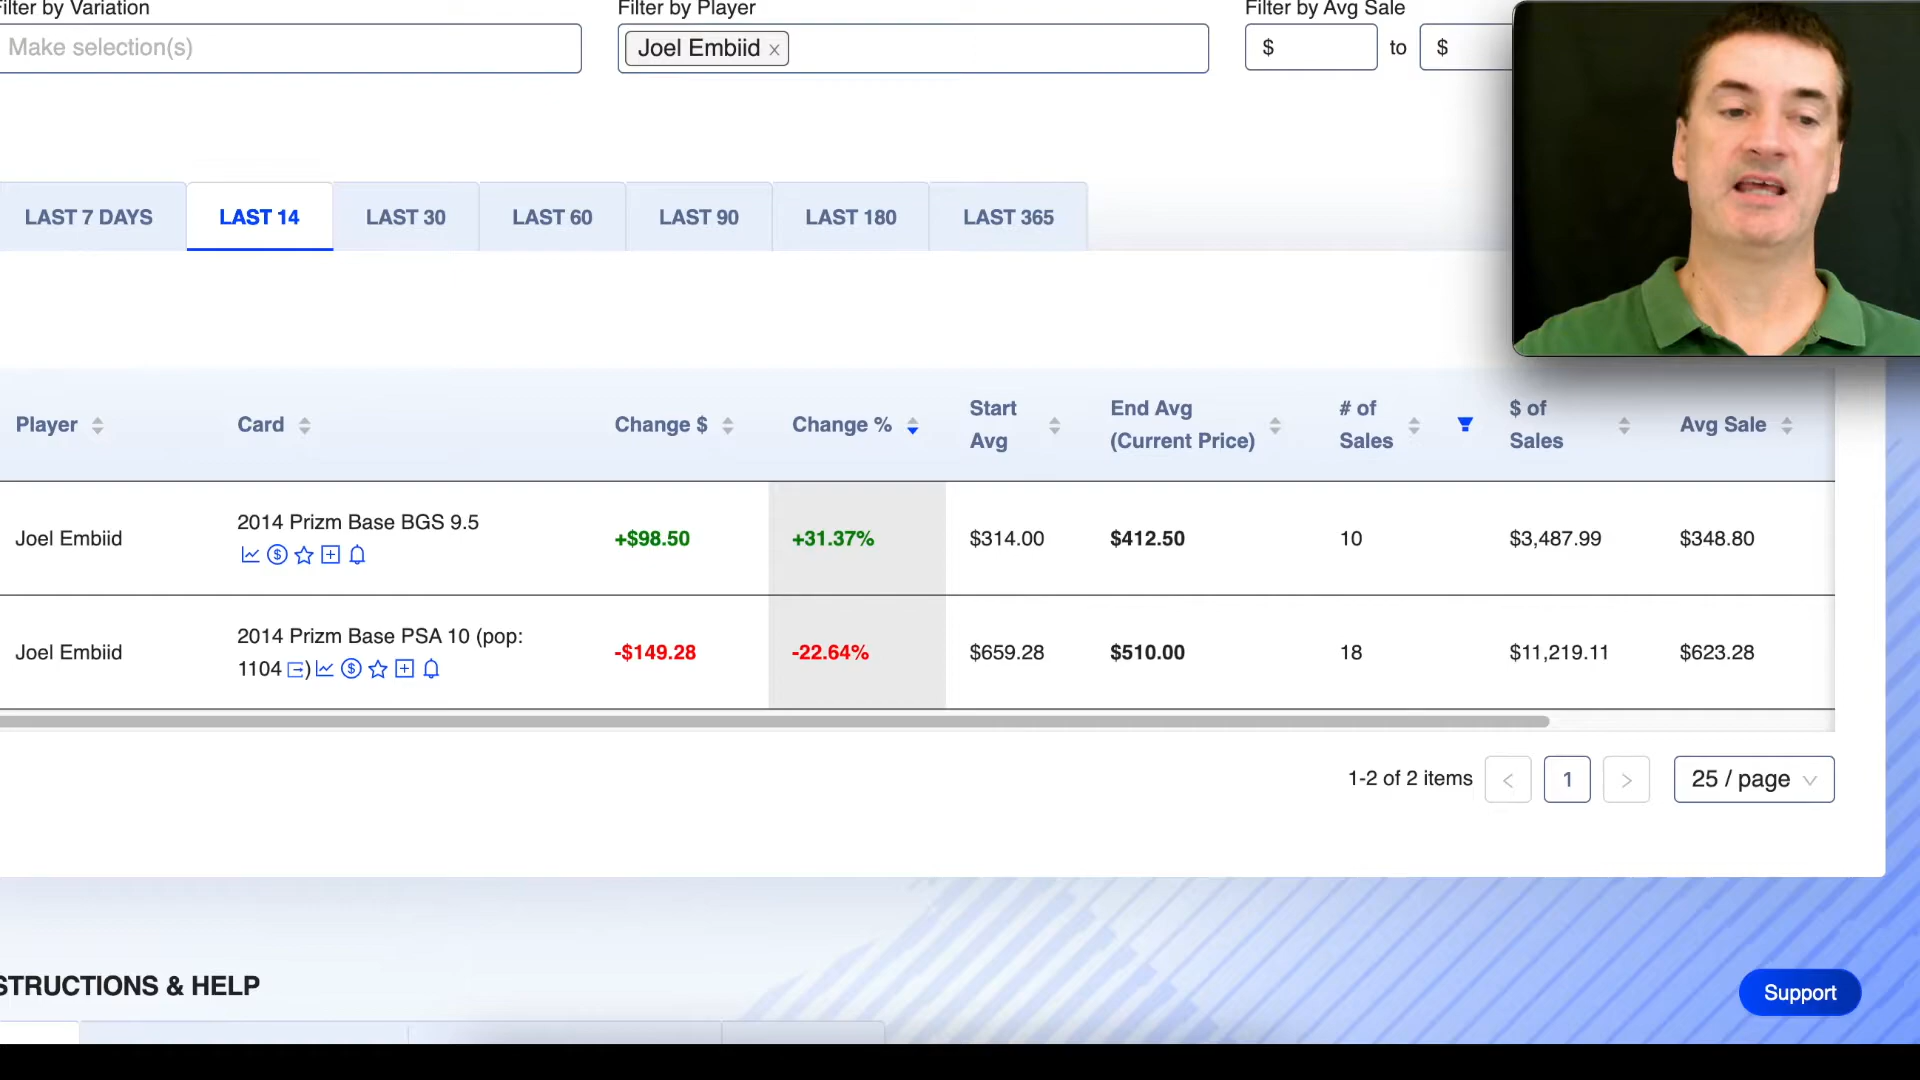 ilter by Variation
Filter by Player
Filter by Avg Sale
Make selection(s)
Joel Embiid ×
$
to
$
LAST 7 DAYS
LAST 14
LAST 30
LAST 60
LAST 90
LAST 180
LAST 365
Player
Card
Change $
Change %
Start
Avg
End Avg
(Current Price)
# of
Sales
$ of
Sales
Avg Sale
Joel Embiid
2014 Prizm Base BGS 9.5
+$98.50
+31.37%
$314.00
$412.50
10
$3,487.99
$348.80
Joel Embiid
2014 Prizm Base PSA 10 (pop:
1104 )
-$149.28
-22.64%
$659.28
$510.00
18
$11,219.11
$623.28
1-2 of 2 items
<
1
>
25 / page
STRUCTIONS & HELP
Support